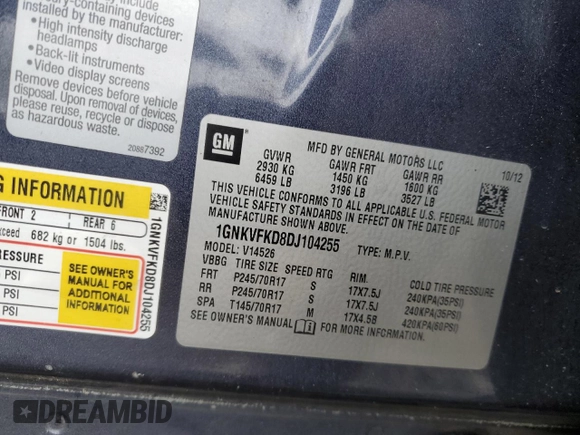 ry-containing devices
by the manufacturer:
• High intensity discharge
headlamps
• Back-lit instruments
• Video display screens
Remove devices before vehicle
disposal. Upon removal of devices,
please reuse, recycle or dispose
as hazardous waste.
20887392
G INFORMATION
FRONT 2 | REAR 6
exceed 682 kg or 1504 lbs.
PRESSURE
PSI
PSI
PSI
SEE OWNER'S
MANUAL FOR
ADDITIONAL
INFORMATION
1GNKVFKD8DJ104255
GM
MFD BY GENERAL MOTORS LLC
10/12
GVWR GAWR FRT GAWR RR
2930 KG 1450 KG 1600 KG
6459 LB 3196 LB 3527 LB
THIS VEHICLE CONFORMS TO ALL APPLICABLE U.S. FEDERAL MOTOR
VEHICLE SAFETY STANDARDS IN EFFECT ON THE DATE OF
MANUFACTURE SHOWN ABOVE.
1GNKVFKD8DJ104255
TYPE: M.P.V.
MODEL: V14526
VBBG TIRE SIZE SPEED RTG RIM COLD TIRE PRESSURE
FRT P245/70R17 S 17X7.5J 240KPA(35PSI)
RR P245/70R17 S 17X7.5J 240KPA(35PSI)
SPA T145/70R17 M 17X4.5B 420KPA(60PSI)
SEE OWNER'S MANUAL FOR MORE INFORMATION.
DREAMBID